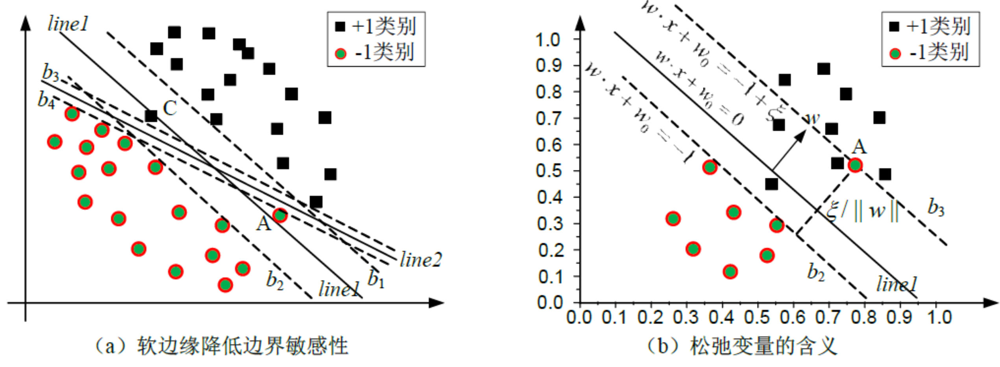 line1
+1类别
-1类别
b3
b4
C
A
line2
b1
b2
line1
(a) 软边缘降低边界敏感性
w·x+w0=-1+ξ
w·x+w0=0
w·x+w0=-1
+1类别
-1类别
1.0
0.9
0.8
0.7
0.6
0.5
0.4
0.3
0.2
0.1
0.0
w
A
ξ/||w||
b3
b2
line1
0.0 0.1 0.2 0.3 0.4 0.5 0.6 0.7 0.8 0.9 1.0
(b) 松弛变量的含义